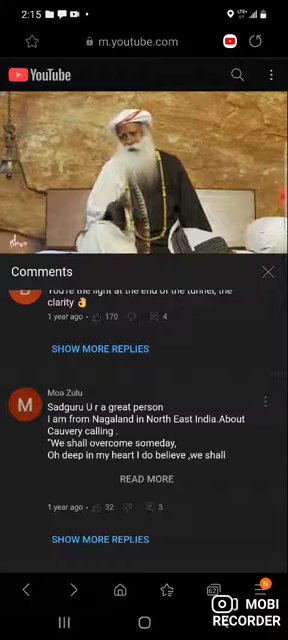 2:15
LTE+
m.youtube.com
YouTube
isha
Comments
You're the light at the end of the tunnel, the
clarity 👌
1 year ago • 170 4
SHOW MORE REPLIES
M
Moa Zulu
Sadguru U r a great person
I am from Nagaland in North East India.About
Cauvery calling .
"We shall overcome someday,
Oh deep in my heart I do believe ,we shall
READ MORE
1 year ago • 32 3
SHOW MORE REPLIES
N
MOBI
RECORDER